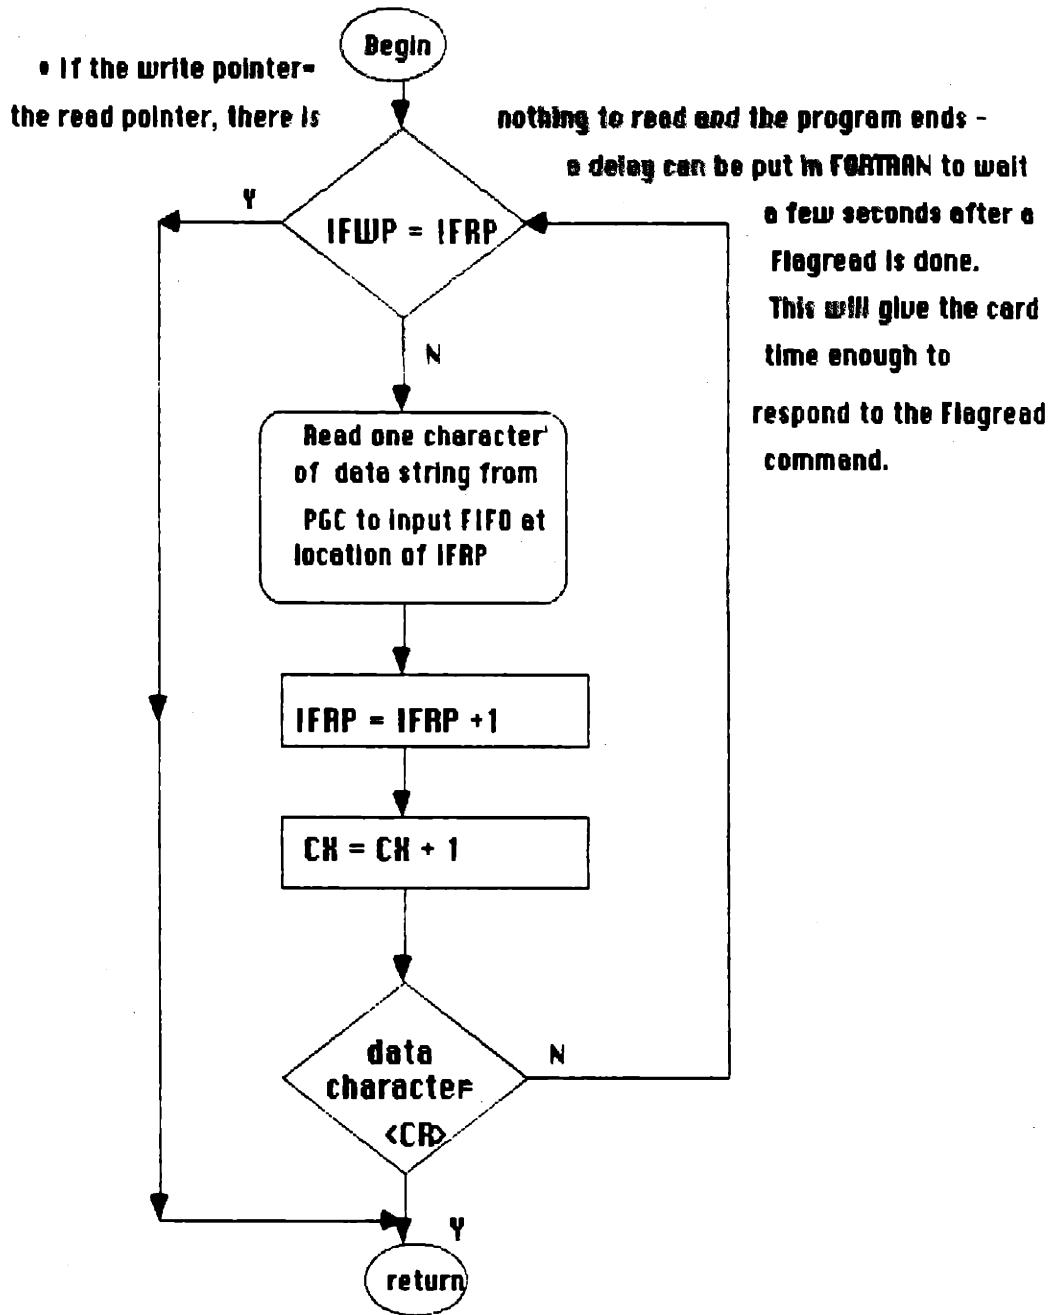 Begin
• If the write pointer=
the read pointer, there is
nothing to read and the program ends -
a delay can be put in FORTRAN to wait
a few seconds after a
Flagread is done.
This will give the card
time enough to
respond to the Flagread
command.
Y
IFWP = IFRP
N
Read one character
of data string from
PGC to input FIFO at
location of IFRP
IFRP = IFRP +1
CX = CX + 1
data
character=
<CR>
N
Y
return